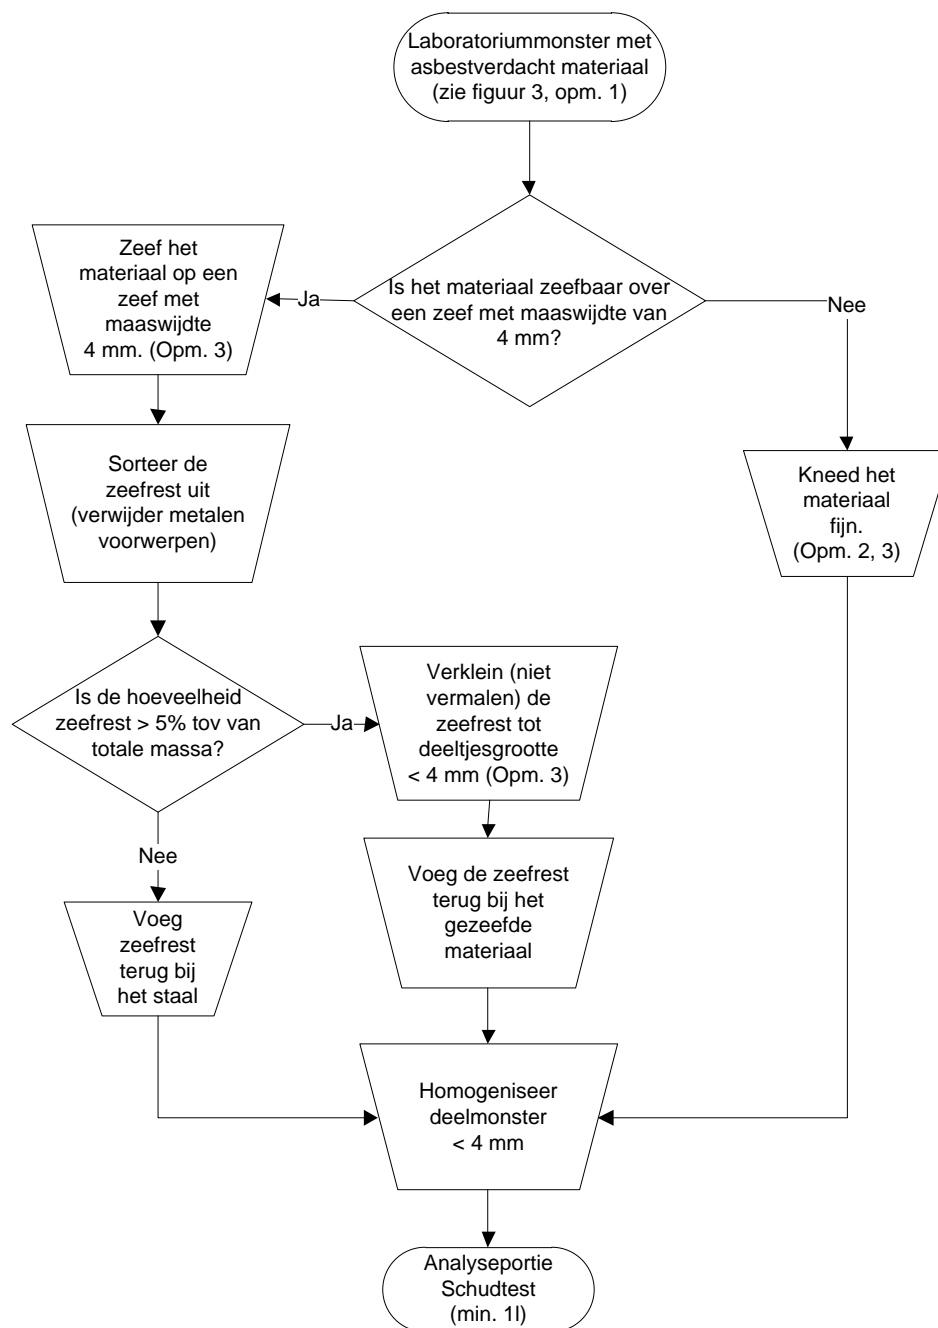 Laboratoriummonster met
asbestverdacht materiaal
(zie figuur 3, opm. 1)
Zeef het
materiaal op een
zeef met
maaswijdte
4 mm. (Opm. 3)
Ja
Is het materiaal zeefbaar over
een zeef met maaswijdte van
4 mm?
Nee
Sorteer de
zeefrest uit
(verwijder metalen
voorwerpen)
Kneed het
materiaal
fijn.
(Opm. 2, 3)
Is de hoeveelheid
zeefrest > 5% tov van
totale massa?
Ja
Verklein (niet
vermalen) de
zeefrest tot
deeltjesgrootte
< 4 mm (Opm. 3)
Nee
Voeg de zeefrest
terug bij het
gezeefde
materiaal
Voeg
zeefrest
terug bij
het staal
Homogeniseer
deelmonster
< 4 mm
Analyseportie
Schudtest
(min. 1l)